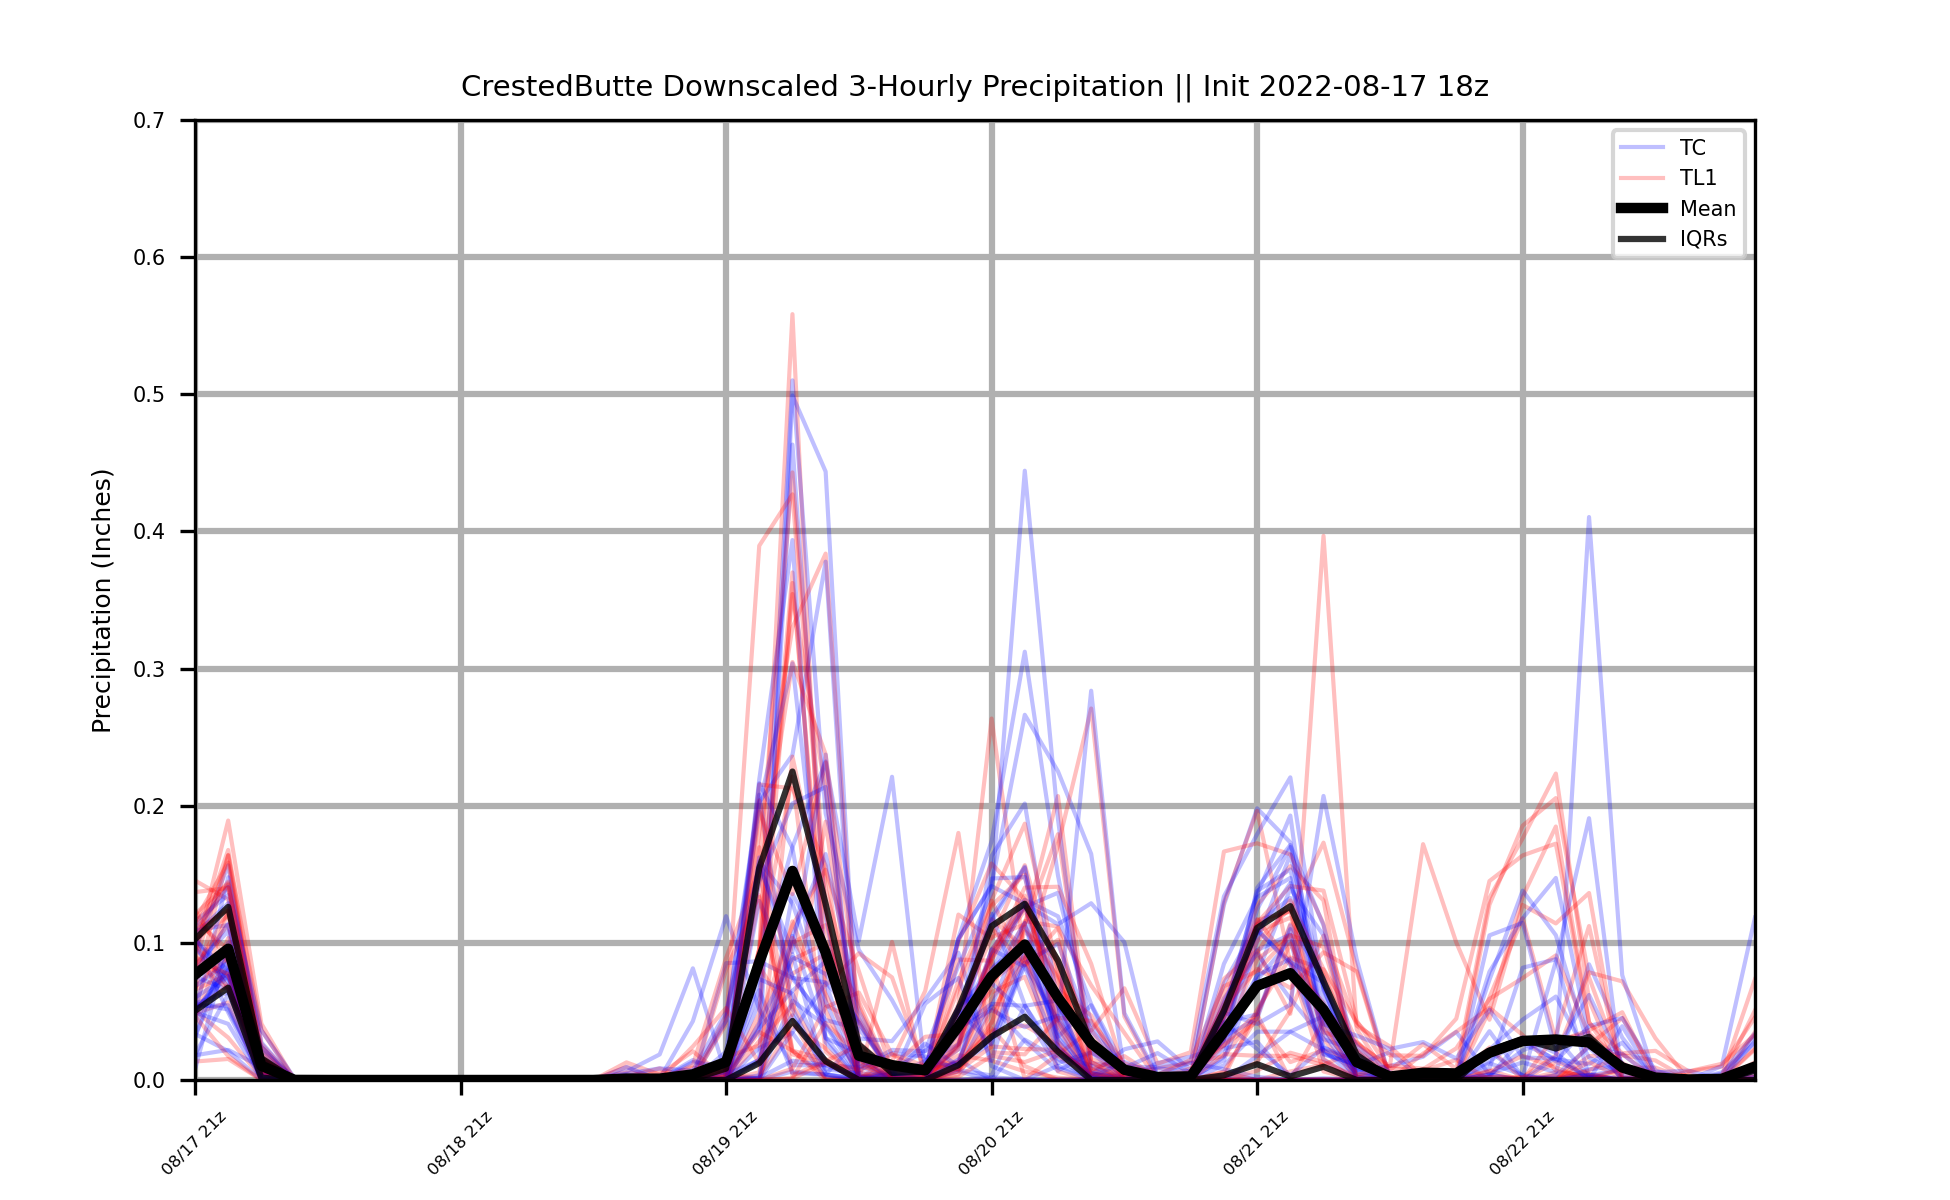 CrestedButte Downscaled 3-Hourly Precipitation || Init 2022-08-17 18z
0.7
0.6
0.5
0.4
0.3
0.2
0.1
0.0
Precipitation (Inches)
TC
TL1
Mean
IQRs
08/17 21z
08/18 21z
08/19 21z
08/20 21z
08/21 21z
08/22 21z